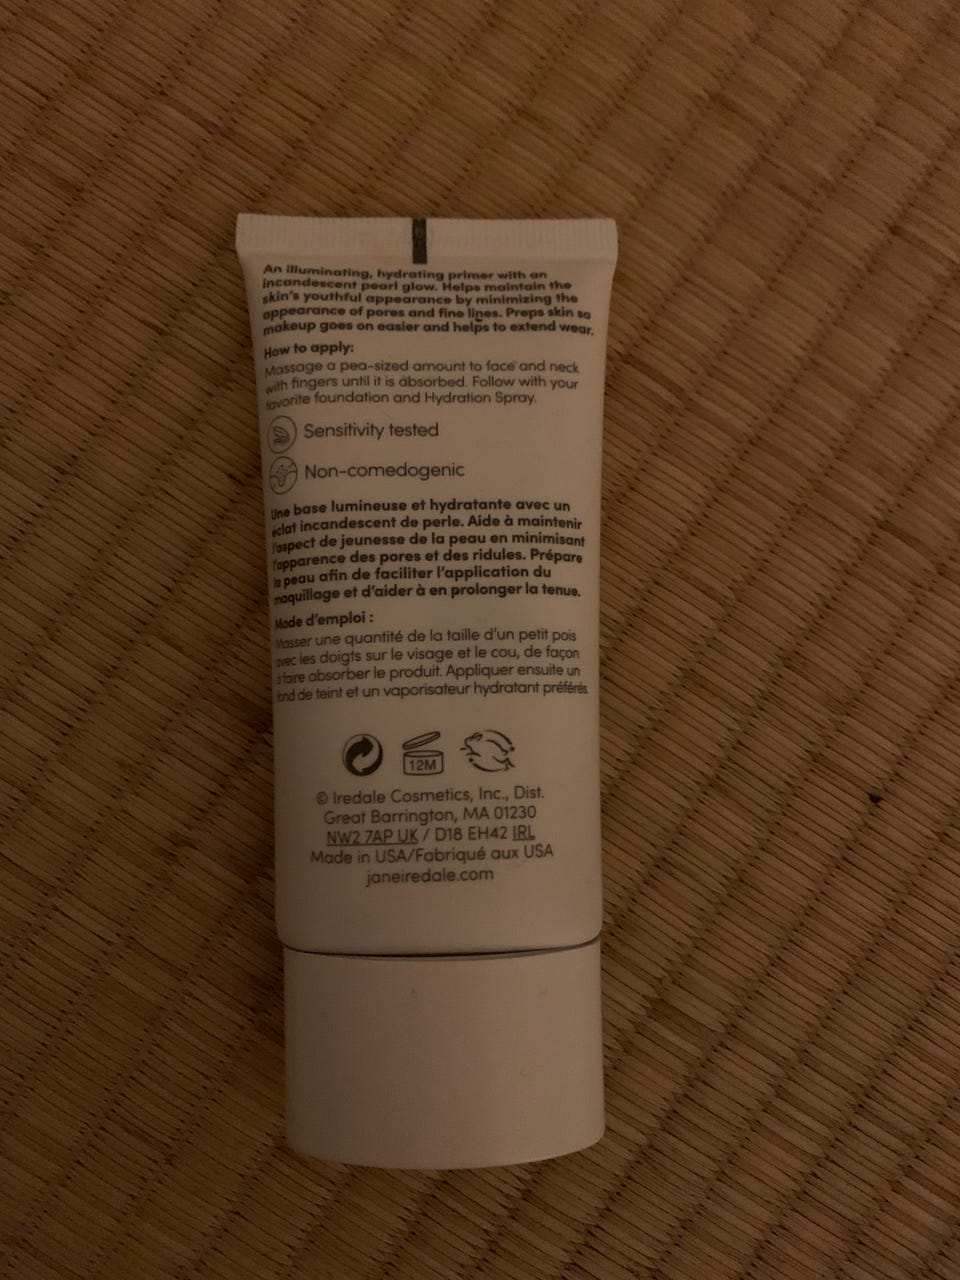 An illuminating, hydrating primer with an
incandescent pearl glow. Helps maintain the
skin's youthful appearance by minimizing the
appearance of pores and fine lines. Preps skin so
makeup goes on easier and helps to extend wear.
How to apply:
Massage a pea-sized amount to face and neck
with fingers until it is absorbed. Follow with your
favorite foundation and Hydration Spray.
Sensitivity tested
Non-comedogenic
Une base lumineuse et hydratante avec un
éclat incandescent de perle. Aide à maintenir
l'aspect de jeunesse de la peau en minimisant
l'apparence des pores et des ridules. Prépare
la peau afin de faciliter l'application du
maquillage et d'aider à en prolonger la tenue.
Mode d'emploi :
Masser une quantité de la taille d'un petit pois
avec les doigts sur le visage et le cou, de façon
à faire absorber le produit. Appliquer ensuite un
fond de teint et un vaporisateur hydratant préférés.
12M
© Iredale Cosmetics, Inc., Dist.
Great Barrington, MA 01230
NW2 7AP UK / D18 EH42 IRL
Made in USA/Fabriqué aux USA
janeiredale.com